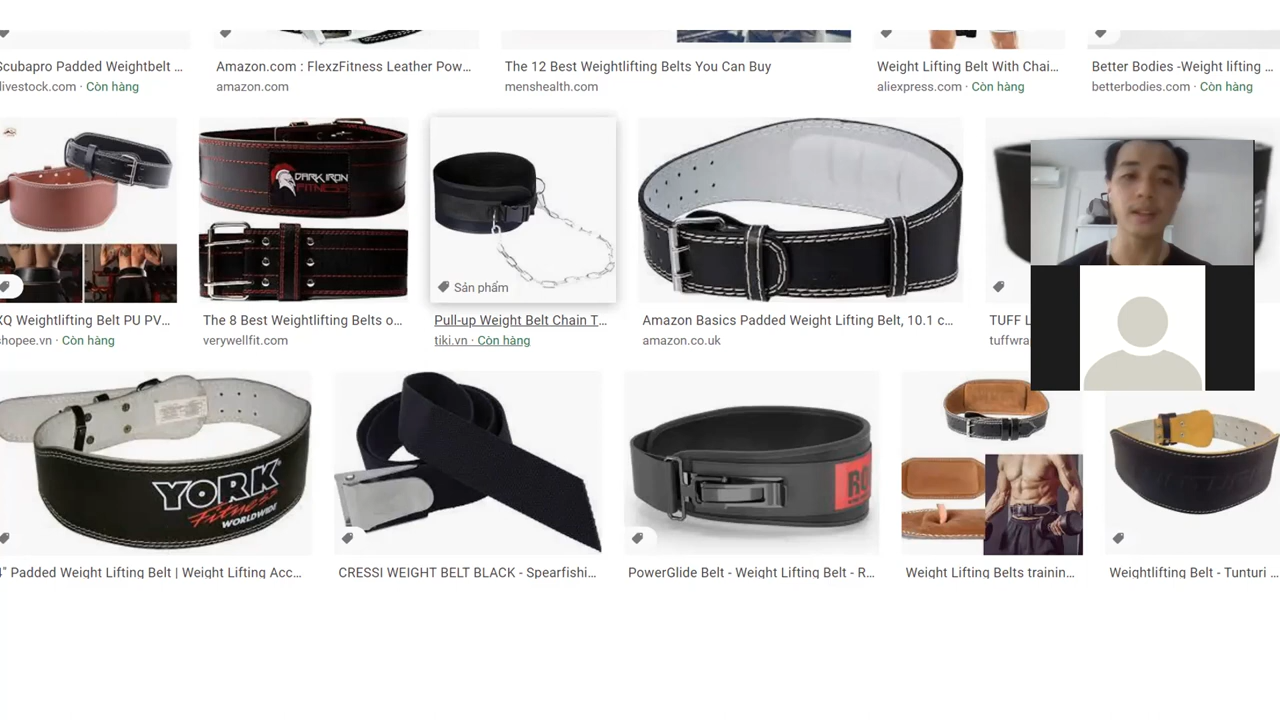 Scubapro Padded Weightbelt ...
livestock.com · Còn hàng
Amazon.com : FlexzFitness Leather Pow...
amazon.com
The 12 Best Weightlifting Belts You Can Buy
menshealth.com
Weight Lifting Belt With Chai...
aliexpress.com · Còn hàng
Better Bodies -Weight lifting ...
betterbodies.com · Còn hàng
DARK IRON
FITNESS
Sản phẩm
XQ Weightlifting Belt PU PV...
shopee.vn · Còn hàng
The 8 Best Weightlifting Belts o...
verywellfit.com
Pull-up Weight Belt Chain T...
tiki.vn · Còn hàng
Amazon Basics Padded Weight Lifting Belt, 10.1 c...
amazon.co.uk
TUFF L
tuffwra
YORK
Fitness
WORLDWIDE
RO
4" Padded Weight Lifting Belt | Weight Lifting Acc...
CRESSI WEIGHT BELT BLACK - Spearfishi...
PowerGlide Belt - Weight Lifting Belt - R...
Weight Lifting Belts trainin...
Weightlifting Belt - Tunturi ...